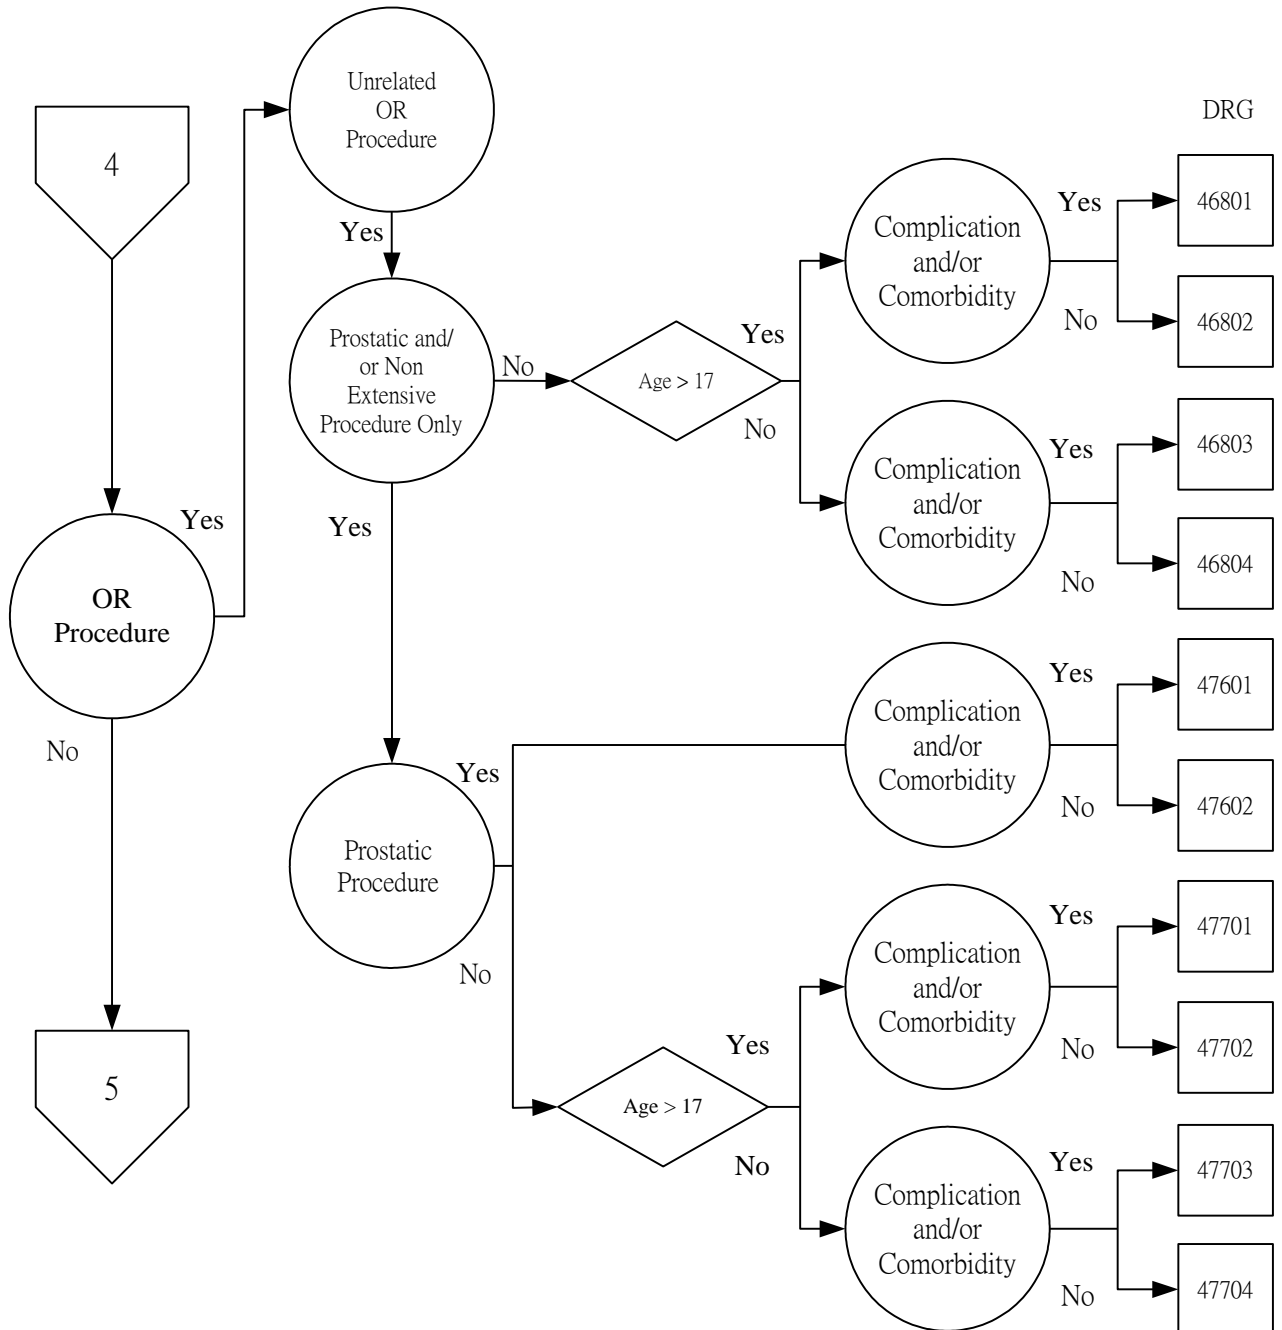 Unrelated
OR
Procedure
DRG
4
Yes
46801
Complication
and/or
Comorbidity
No
46802
Yes
Prostatic and/
or Non
Extensive
Procedure Only
No
Age > 17
Yes
No
Complication
and/or
Comorbidity
Yes
46803
No
46804
Yes
Yes
OR
Procedure
No
Complication
and/or
Comorbidity
Yes
47601
No
47602
Yes
Prostatic
Procedure
No
Complication
and/or
Comorbidity
Yes
47701
No
47702
5
Yes
Age > 17
No
Complication
and/or
Comorbidity
Yes
47703
No
47704